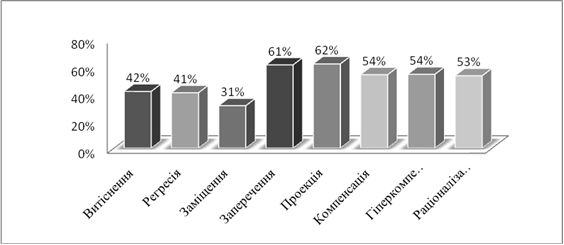 80%
60%
40%
20%
0%
42%
41%
31%
61%
62%
54%
54%
53%
Витіснення
Регресія
Заміщення
Заперечення
Проекція
Компенсація
Гіперкомпе..
Раціоналіза..